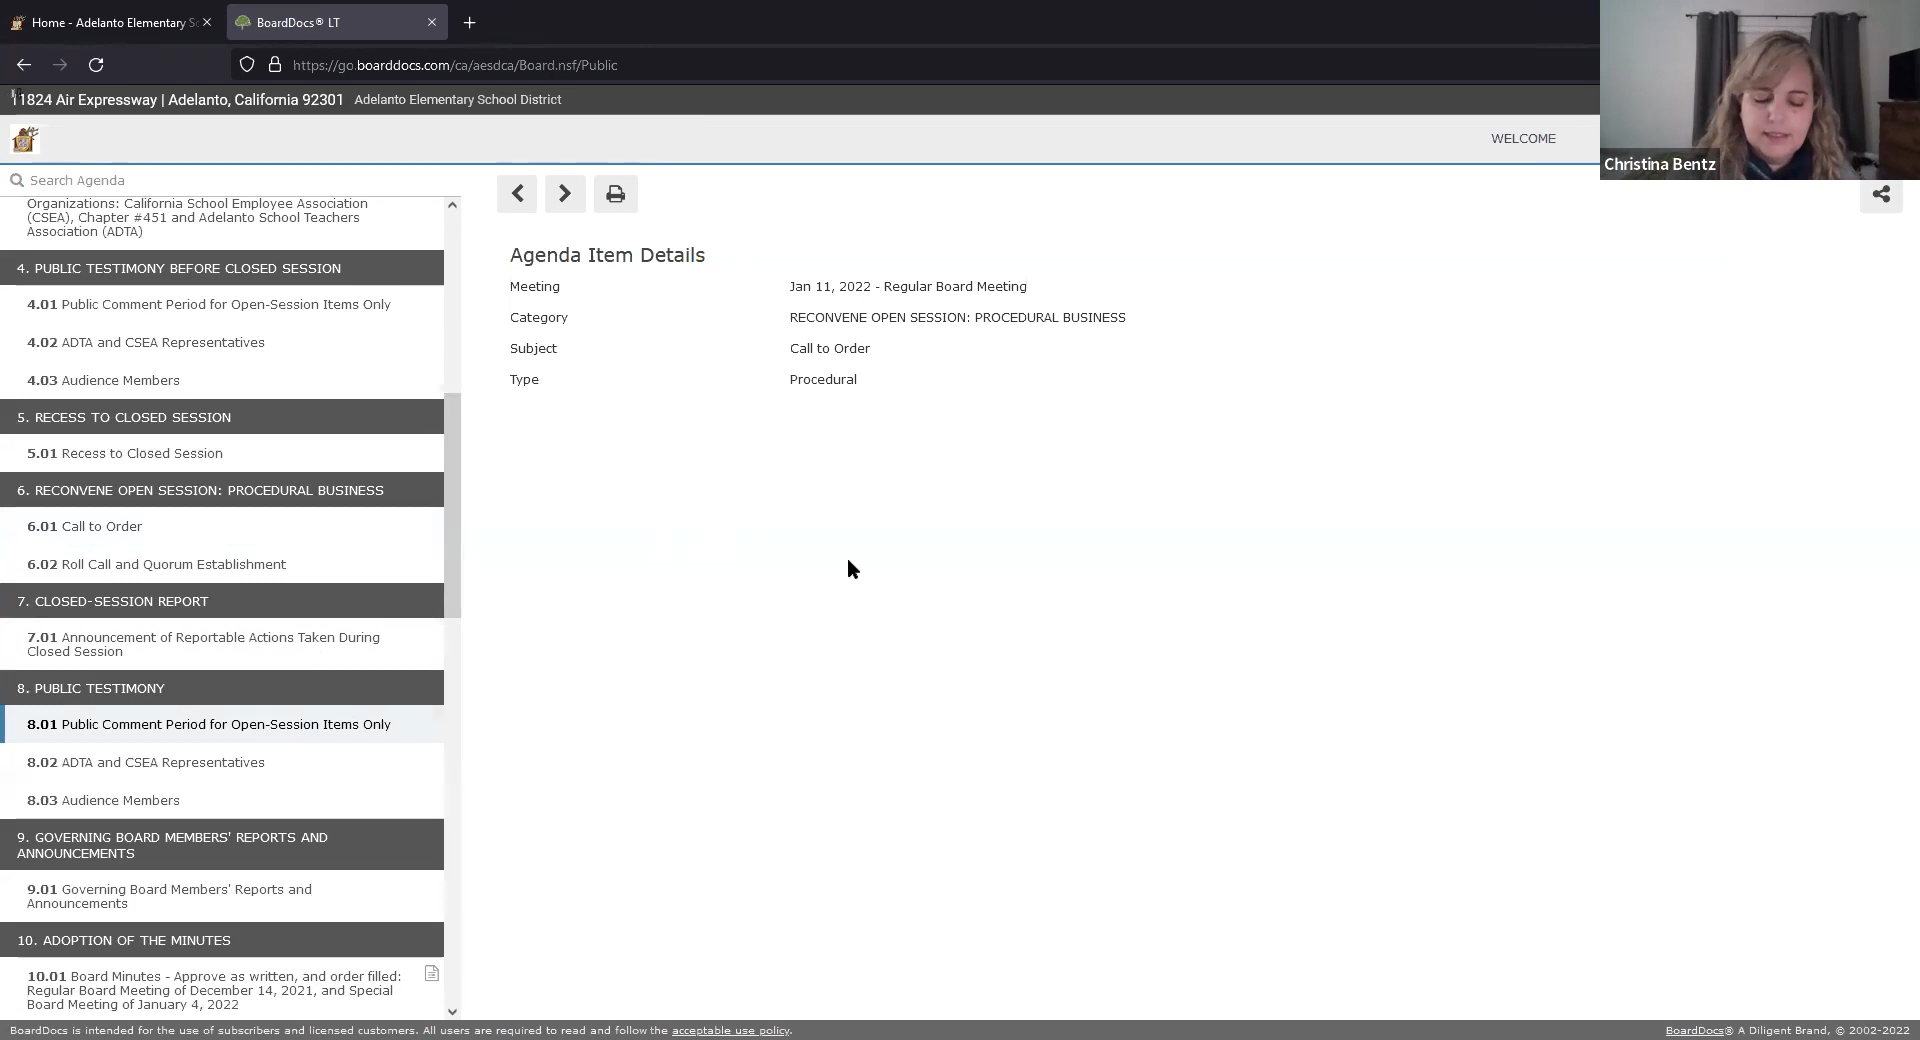 Home - Adelanto Elementary Sc
BoardDocs® LT
https://go.boarddocs.com/ca/aesdca/Board.nsf/Public
11824 Air Expressway | Adelanto, California 92301 Adelanto Elementary School District
WELCOME
Christina Bentz
Search Agenda
Organizations: California School Employee Association
(CSEA), Chapter #451 and Adelanto School Teachers
Association (ADTA)
4. PUBLIC TESTIMONY BEFORE CLOSED SESSION
4.01 Public Comment Period for Open-Session Items Only
4.02 ADTA and CSEA Representatives
4.03 Audience Members
5. RECESS TO CLOSED SESSION
5.01 Recess to Closed Session
6. RECONVENE OPEN SESSION: PROCEDURAL BUSINESS
6.01 Call to Order
6.02 Roll Call and Quorum Establishment
7. CLOSED-SESSION REPORT
7.01 Announcement of Reportable Actions Taken During
Closed Session
8. PUBLIC TESTIMONY
8.01 Public Comment Period for Open-Session Items Only
8.02 ADTA and CSEA Representatives
8.03 Audience Members
9. GOVERNING BOARD MEMBERS' REPORTS AND
ANNOUNCEMENTS
9.01 Governing Board Members' Reports and
Announcements
10. ADOPTION OF THE MINUTES
10.01 Board Minutes - Approve as written, and order filled:
Regular Board Meeting of December 14, 2021, and Special
Board Meeting of January 4, 2022
Agenda Item Details
Meeting Jan 11, 2022 - Regular Board Meeting
Category RECONVENE OPEN SESSION: PROCEDURAL BUSINESS
Subject Call to Order
Type Procedural
BoardDocs is intended for the use of subscribers and licensed customers. All users are required to read and follow the acceptable use policy.
BoardDocs® A Diligent Brand, © 2002-2022